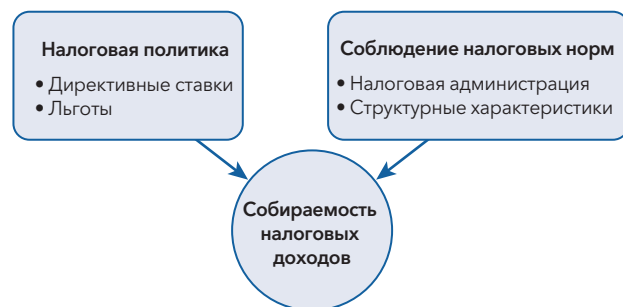 Налоговая политика
• Директивные ставки
• Льготы
Соблюдение налоговых норм
• Налоговая администрация
• Структурные характеристики
Собираемость
налоговых
доходов